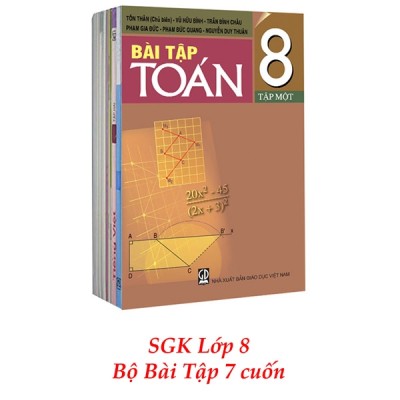 TÔN THÂN (Chủ biên) - VŨ HỮU BÌNH - TRẦN ĐÌNH CHÂU
PHẠM GIA ĐỨC - PHẠM ĐỨC QUANG - NGUYỄN DUY THUẬN
BÀI TẬP
TOÁN 8
TẬP MỘT
20x² - 45
(2x + 3)²
A
B
B'
x
D
C
GD
NHÀ XUẤT BẢN GIÁO DỤC VIỆT NAM
SGK Lớp 8
Bộ Bài Tập 7 cuốn